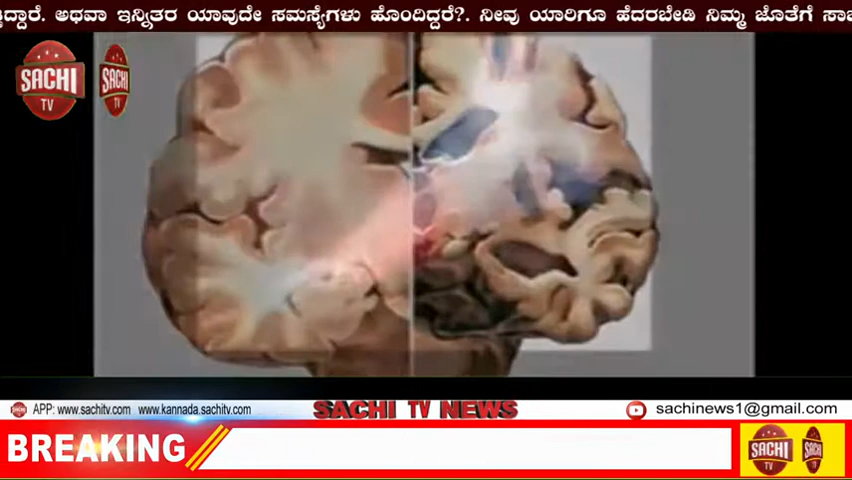 ದ್ದಾರೆ. ಅಥವಾ ಇನ್ನಿತರ ಯಾವುದೇ ಸಮಸ್ಯೆಗಳು ಹೊಂದಿದ್ದರೆ?. ನೀವು ಯಾರಿಗೂ ಹೆದರಬೇಡಿ ನಿಮ್ಮ ಜೊತೆಗೆ
SACHI TV
SACHI TV
APP: www.sachitv.com www.kannada.sachitv.com SACHI TV NEWS sachinews1@gmail.com
BREAKING
SACHI TV
SACHI TV